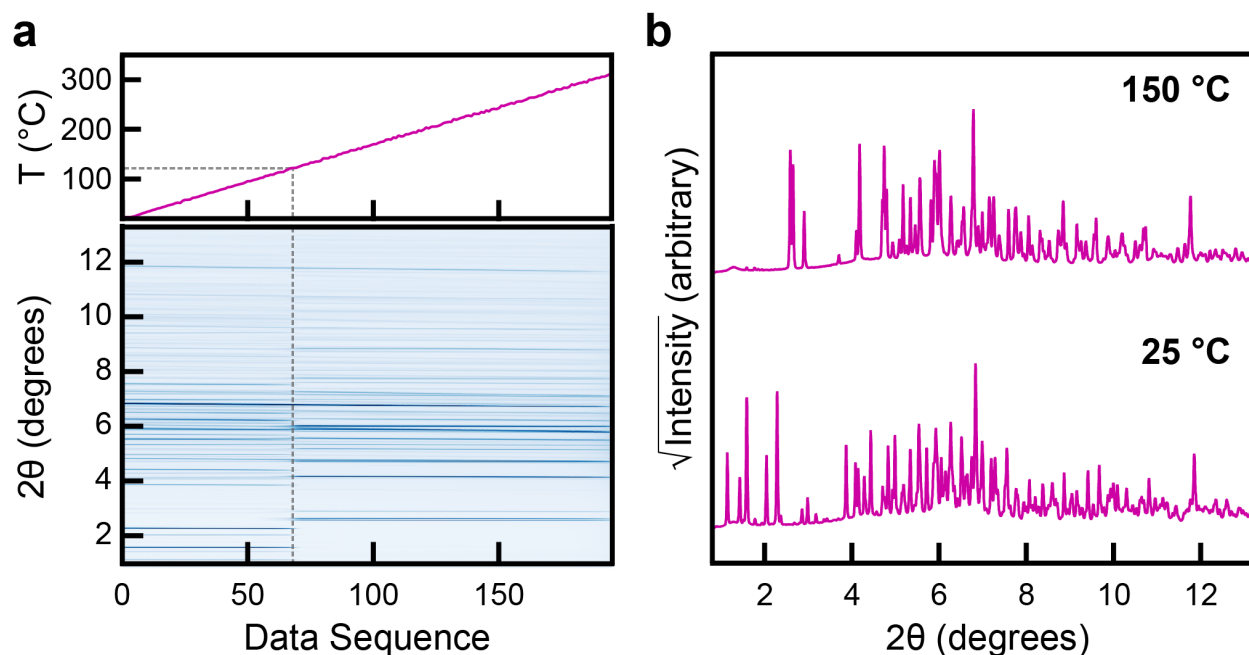 a
T (°C)
300
200
100
2θ (degrees)
12
10
8
6
4
2
0
50
100
150
Data Sequence
b
√Intensity (arbitrary)
150 °C
25 °C
2
4
6
8
10
12
2θ (degrees)